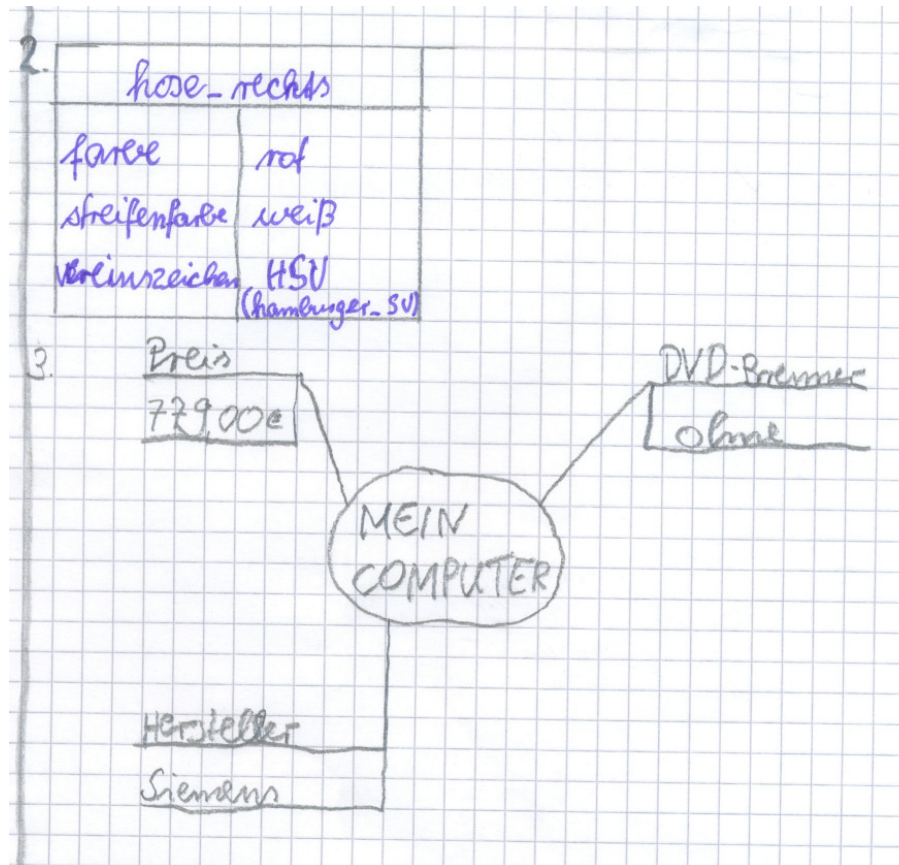 2.
hose_rechts
farbe rot
streifenfarbe weiß
vereinszeichen HSV
(hamburger_SV)
3.
Preis
779,00€
DVD-Brenner
ohne
MEIN
COMPUTER
Hersteller
Siemens